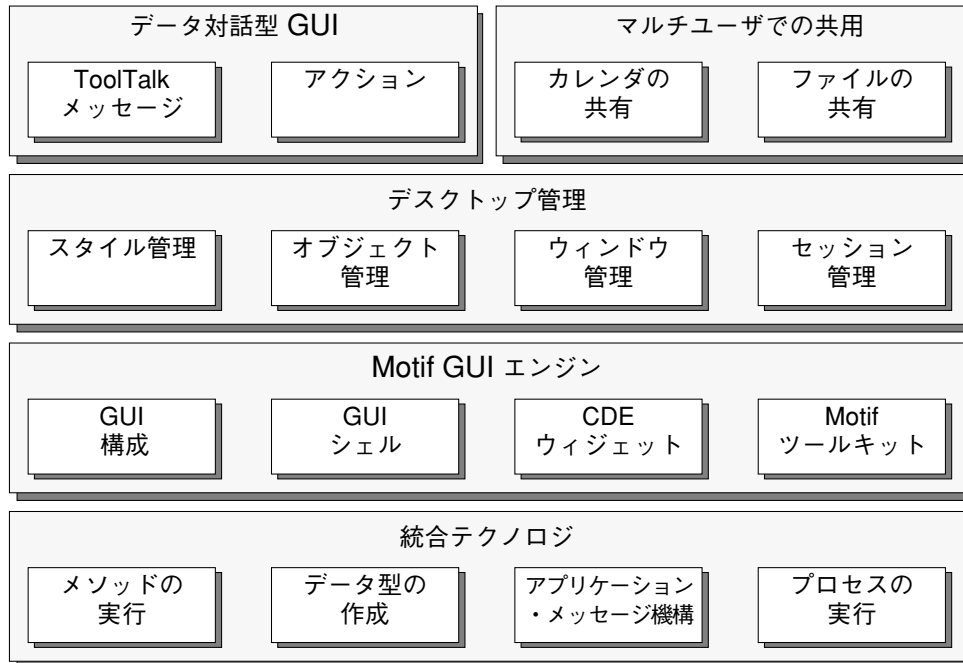 データ対話型 GUI
ToolTalk
メッセージ
アクション
マルチユーザでの共用
カレンダの
共有
ファイルの
共有
デスクトップ管理
スタイル管理
オブジェクト
管理
ウィンドウ
管理
セッション
管理
Motif GUI エンジン
GUI
構成
GUI
シェル
CDE
ウィジェット
Motif
ツールキット
統合テクノロジ
メソッドの
実行
データ型の
作成
アプリケーション
・メッセージ機構
プロセスの
実行